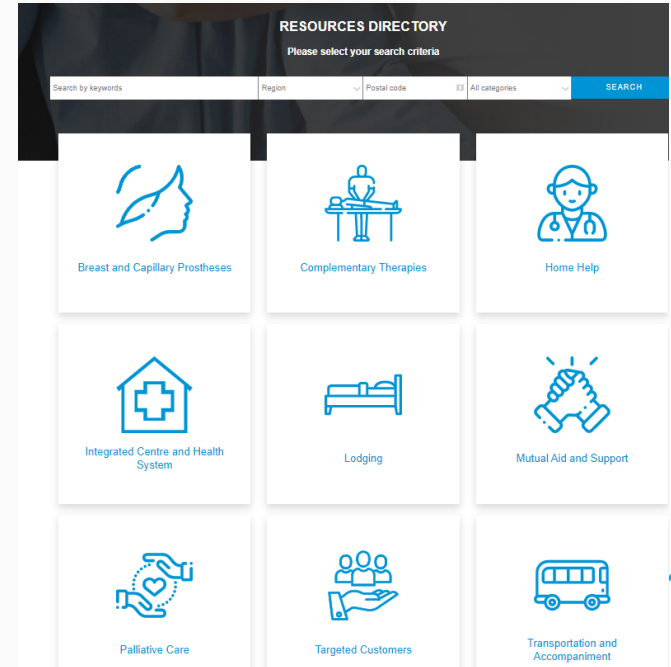 RESOURCES DIRECTORY
Please select your search criteria
Search by keywords
Region
Postal code
All categories
SEARCH
Breast and Capillary Prostheses
Complementary Therapies
Home Help
Integrated Centre and Health
System
Lodging
Mutual Aid and Support
Palliative Care
Targeted Customers
Transportation and
Accompaniment